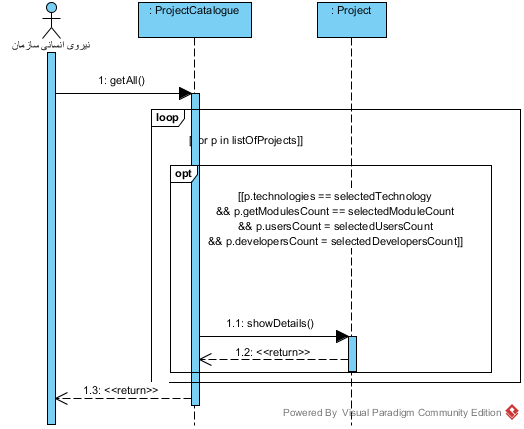 : ProjectCatalogue
: Project
نیروی انسانی سازمان
1: getAll()
loop
or p in listOfProjects]]
opt
[[p.technologies == selectedTechnology
&& p.getModulesCount == selectedModuleCount
&& p.usersCount = selectedUsersCount
&& p.developersCount = selectedDevelopersCount]]
1.1: showDetails()
1.2: <<return>>
1.3: <<return>>
Powered By Visual Paradigm Community Edition